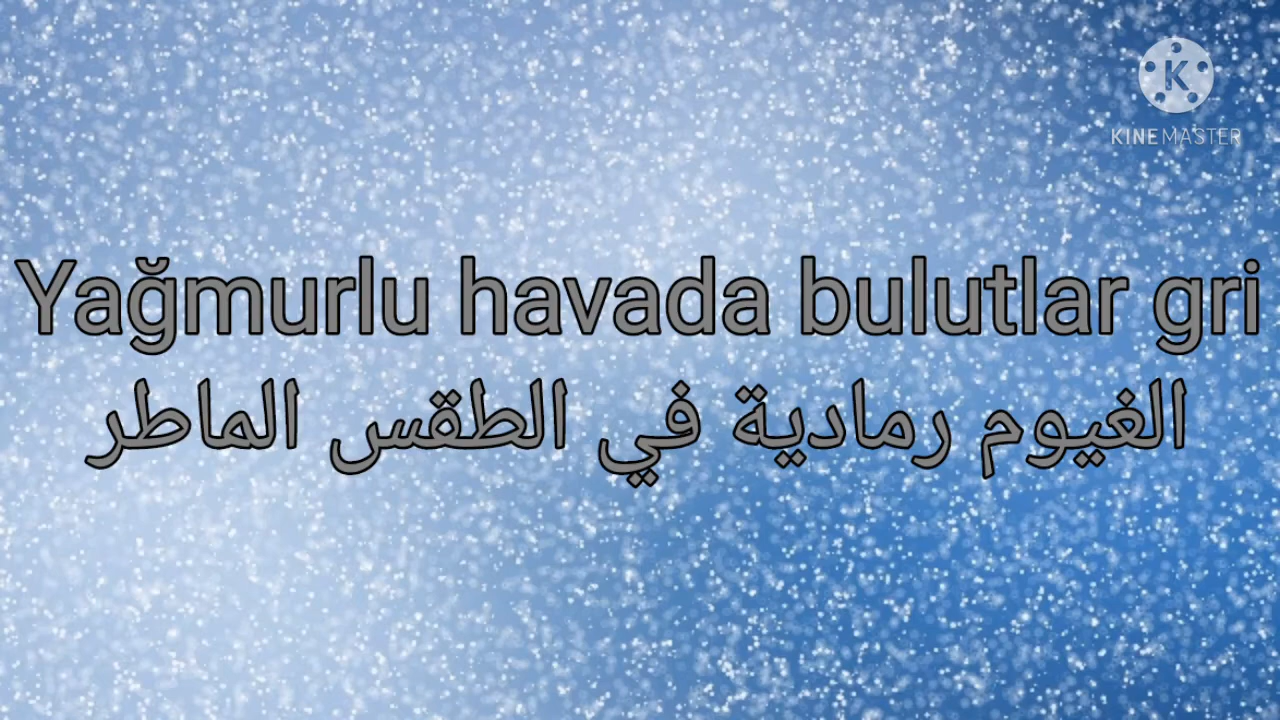 KINEMASTER
Yağmurlu havada bulutlar gri
الغيوم رمادية في الطقس الماطر